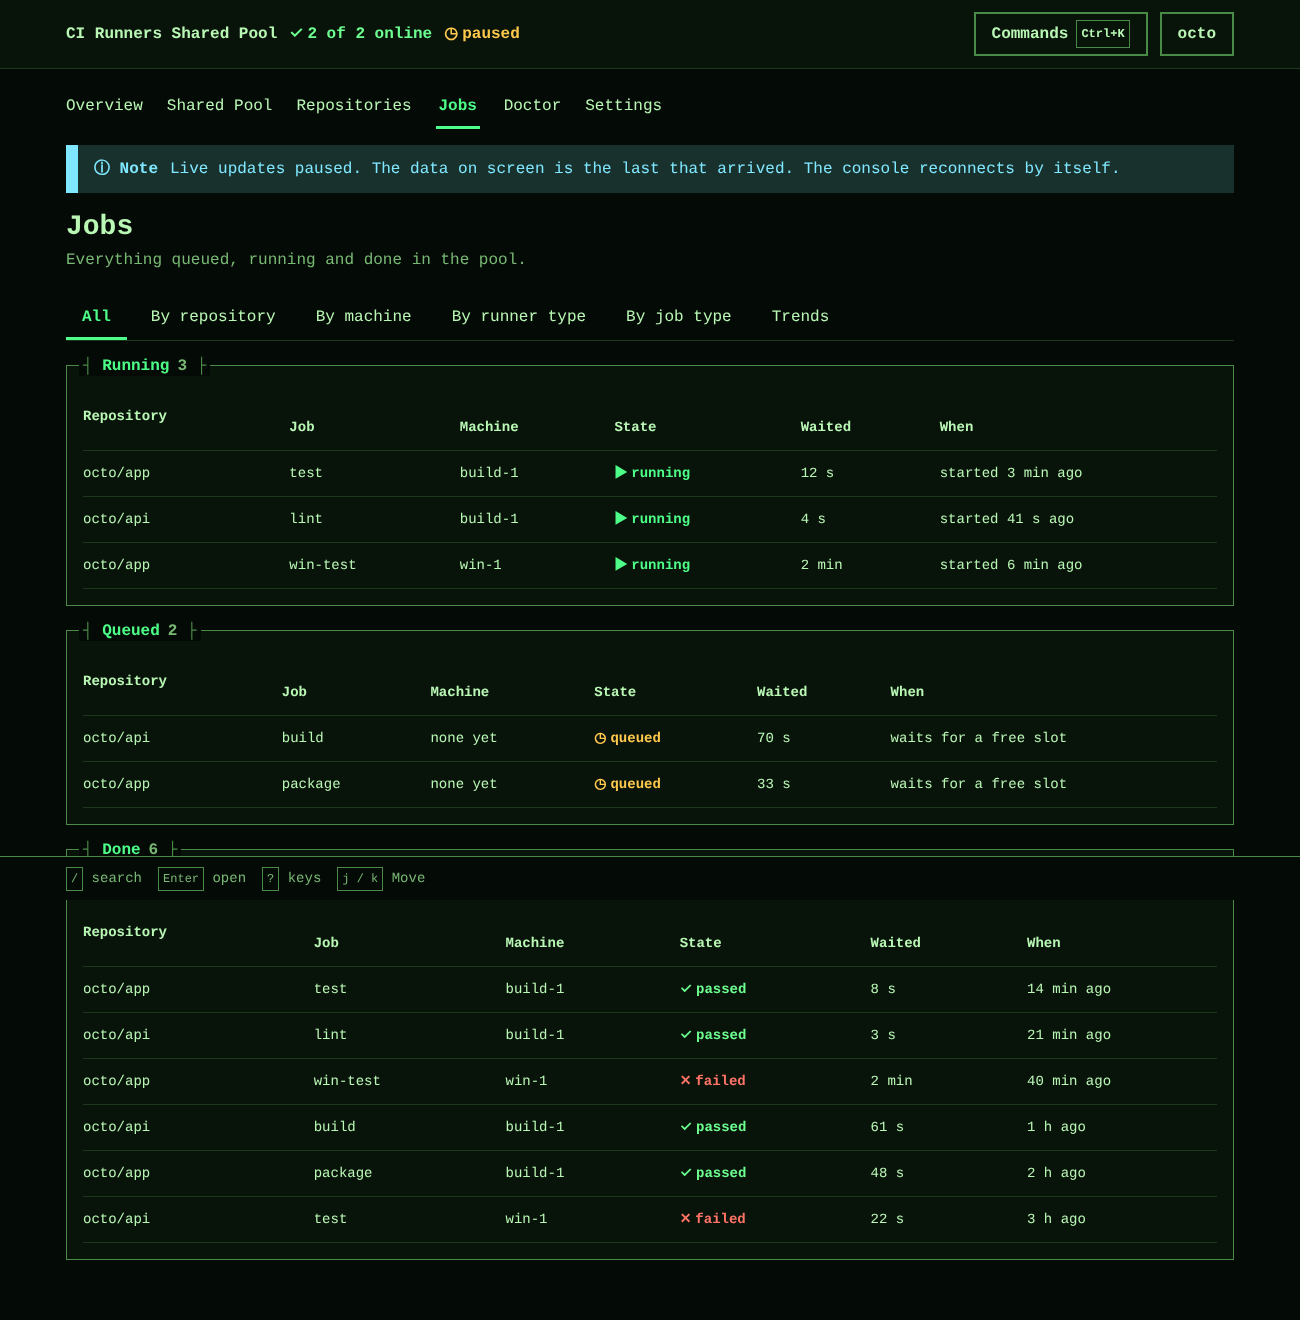 CI Runners Shared Pool ✓ 2 of 2 online ◷ paused Commands Ctrl+K octo
Overview Shared Pool Repositories Jobs Doctor Settings
ⓘ Note Live updates paused. The data on screen is the last that arrived. The console reconnects by itself.
Jobs
Everything queued, running and done in the pool.
All By repository By machine By runner type By job type Trends
┤ Running 3 ├
Repository Job Machine State Waited When
octo/app test build-1 ▶ running 12 s started 3 min ago
octo/api lint build-1 ▶ running 4 s started 41 s ago
octo/app win-test win-1 ▶ running 2 min started 6 min ago
┤ Queued 2 ├
Repository Job Machine State Waited When
octo/api build none yet ◷ queued 70 s waits for a free slot
octo/app package none yet ◷ queued 33 s waits for a free slot
┤ Done 6 ├
/ search Enter open ? keys j / k Move
Repository Job Machine State Waited When
octo/app test build-1 ✓ passed 8 s 14 min ago
octo/api lint build-1 ✓ passed 3 s 21 min ago
octo/app win-test win-1 ✕ failed 2 min 40 min ago
octo/api build build-1 ✓ passed 61 s 1 h ago
octo/app package build-1 ✓ passed 48 s 2 h ago
octo/api test win-1 ✕ failed 22 s 3 h ago